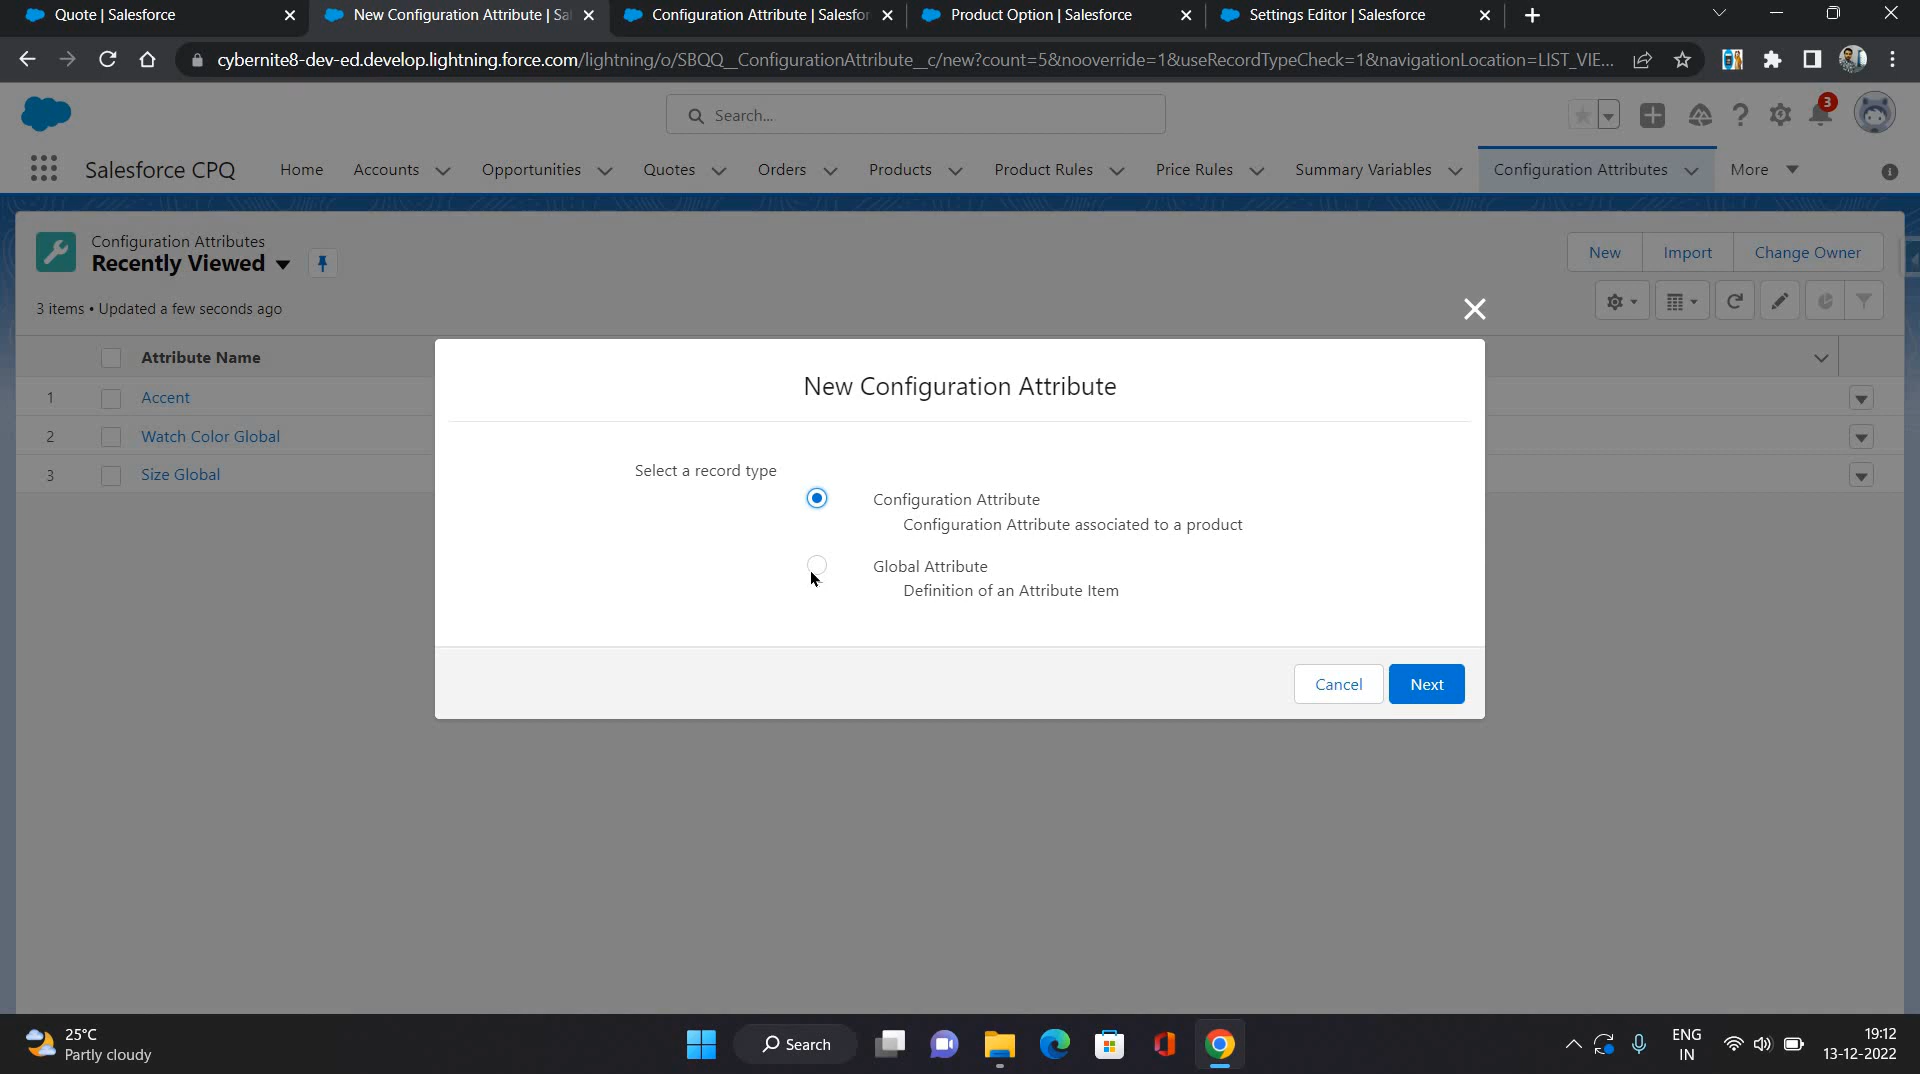 Quote | Salesforce
New Configuration Attribute | Sa
Configuration Attribute | Salesfor
Product Option | Salesforce
Settings Editor | Salesforce
cybernite8-dev-ed.develop.lightning.force.com/lightning/o/SBQQ__ConfigurationAttribute__c/new?count=5&nooverride=1&useRecordTypeCheck=1&navigationLocation=LIST_VIE...
Search...
3
Salesforce CPQ
Home
Accounts
Opportunities
Quotes
Orders
Products
Product Rules
Price Rules
Summary Variables
Configuration Attributes
More
Configuration Attributes
Recently Viewed
New
Import
Change Owner
3 items • Updated a few seconds ago
Attribute Name
1 Accent
2 Watch Color Global
3 Size Global
New Configuration Attribute
Select a record type
Configuration Attribute
Configuration Attribute associated to a product
Global Attribute
Definition of an Attribute Item
Cancel
Next
25°C
Partly cloudy
Search
ENG
IN
19:12
13-12-2022